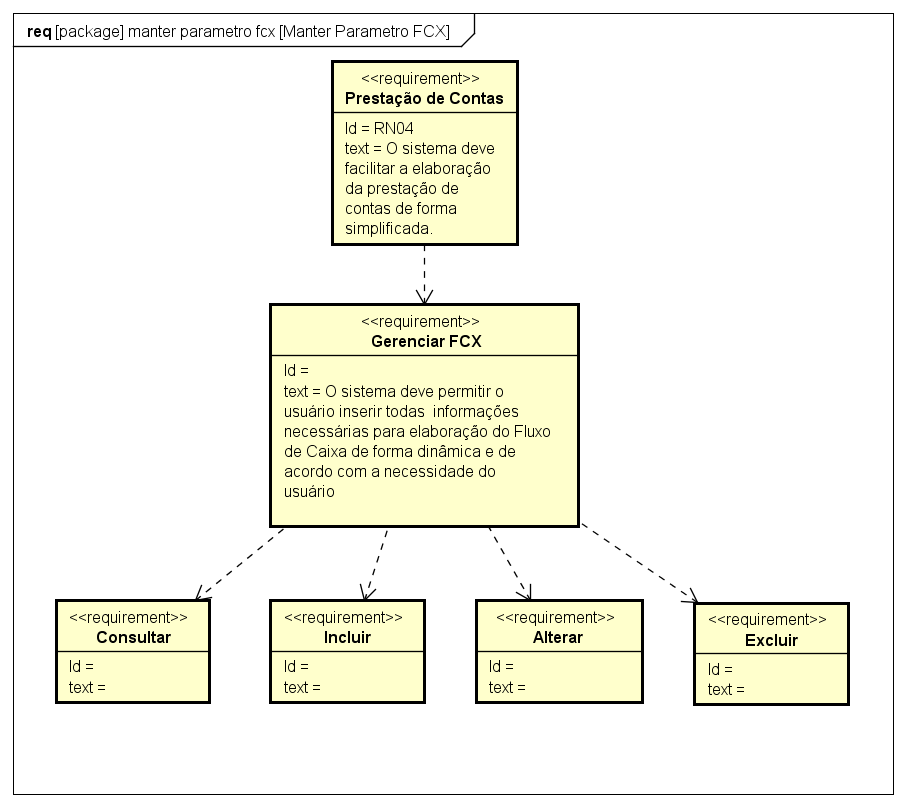 req [package] manter parametro fcx [Manter Parametro FCX]
<<requirement>>
Prestação de Contas
Id = RN04
text = O sistema deve
facilitar a elaboração
da prestação de
contas de forma
simplificada.
<<requirement>>
Gerenciar FCX
Id =
text = O sistema deve permitir o
usuário inserir todas  informações
necessárias para elaboração do Fluxo
de Caixa de forma dinâmica e de
acordo com a necessidade do
usuário
<<requirement>>
Consultar
Id =
text =
<<requirement>>
Incluir
Id =
text =
<<requirement>>
Alterar
Id =
text =
<<requirement>>
Excluir
Id =
text =